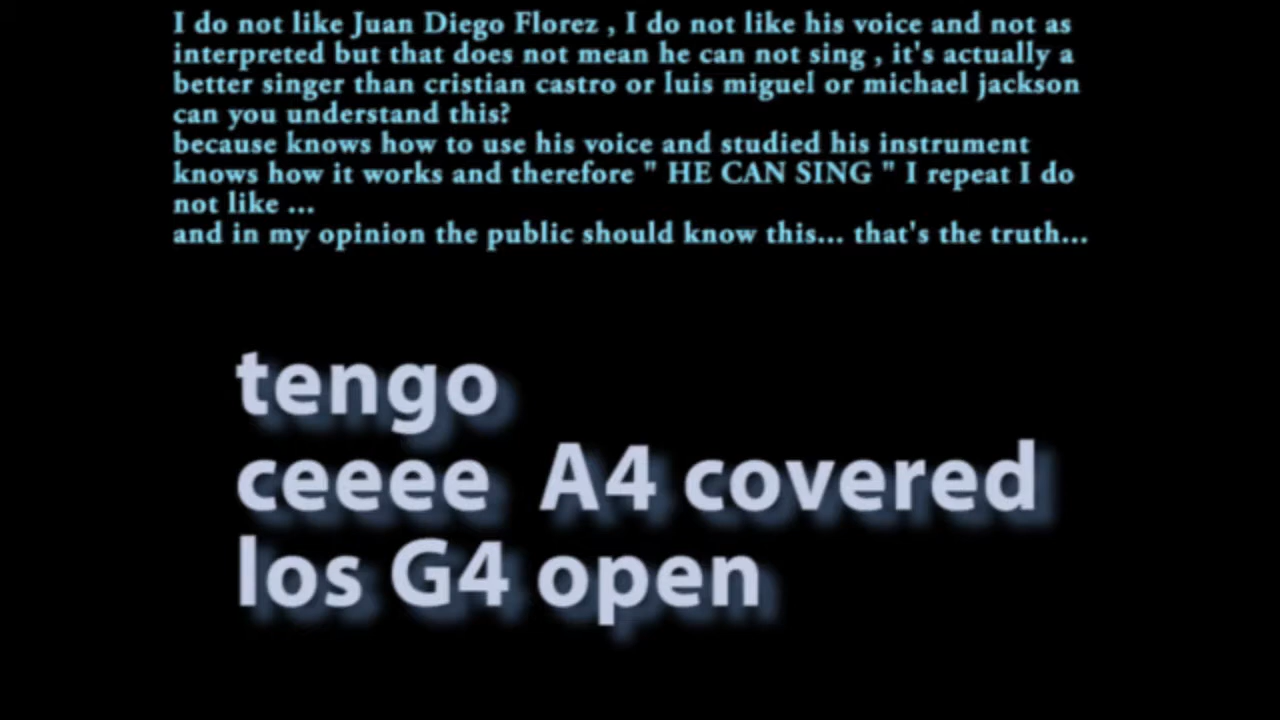 I do not like Juan Diego Florez , I do not like his voice and not as
interpreted but that does not mean he can not sing , it's actually a
better singer than cristian castro or luis miguel or michael jackson
can you understand this?
because knows how to use his voice and studied his instrument
knows how it works and therefore " HE CAN SING " I repeat I do
not like ...
and in my opinion the public should know this... that's the truth...
tengo
ceeee A4 covered
los G4 open